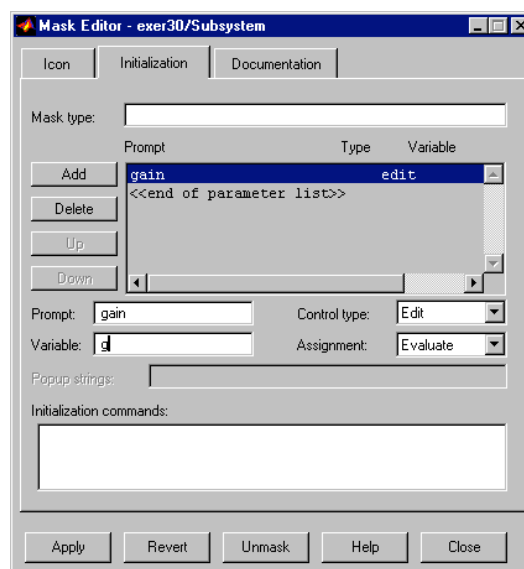 Mask Editor - exer30/Subsystem
Icon Initialization Documentation
Mask type:
Prompt Type Variable
Add gain edit
Delete <<end of parameter list>>
Up
Down
Prompt: gain Control type: Edit
Variable: g Assignment: Evaluate
Popup strings:
Initialization commands:
Apply Revert Unmask Help Close